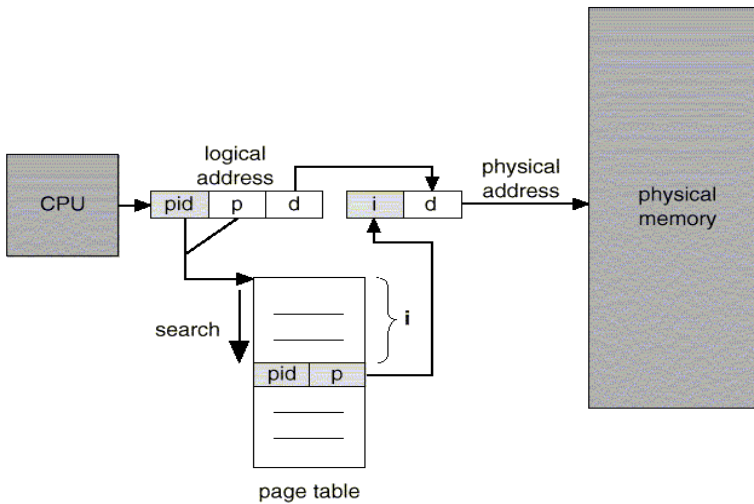 logical
address
physical
address
CPU
pid p d
i d
physical
memory
search
i
pid p
page table